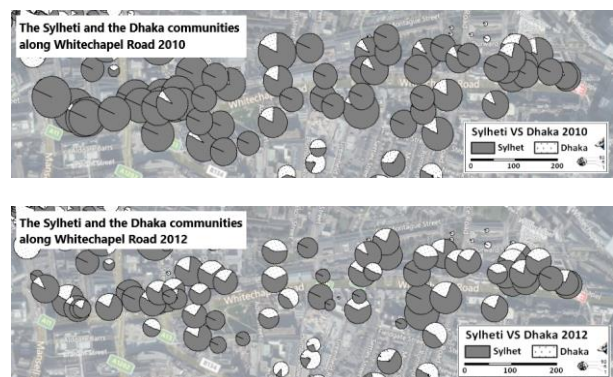 The Sylheti and the Dhaka communities
along Whitechapel Road 2010
Whitechapel Road
Sylheti VS Dhaka 2010
Sylhet Dhaka
0 100 200
The Sylheti and the Dhaka communities
along Whitechapel Road 2012
Whitechapel Road
Sylheti VS Dhaka 2012
Sylhet Dhaka
0 100 200